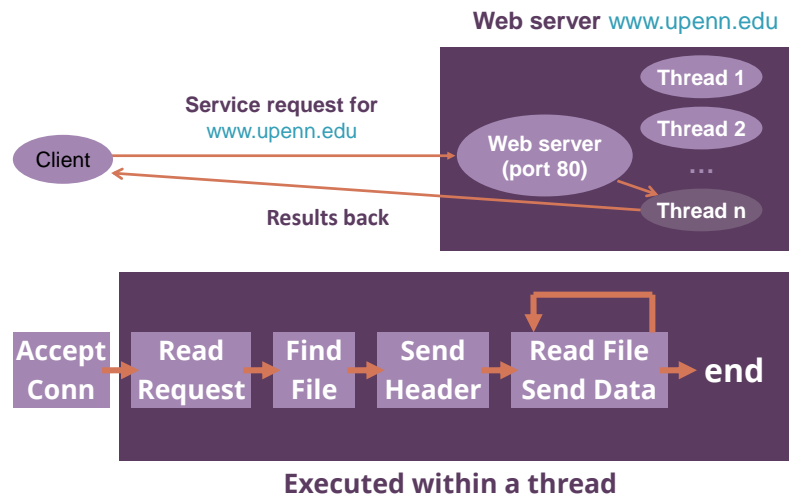 Web server www.upenn.edu
Thread 1
Service request for
www.upenn.edu
Thread 2
Client
Web server
(port 80)
...
Thread n
Results back
Accept
Conn
Read
Request
Find
File
Send
Header
Read File
Send Data
end
Executed within a thread